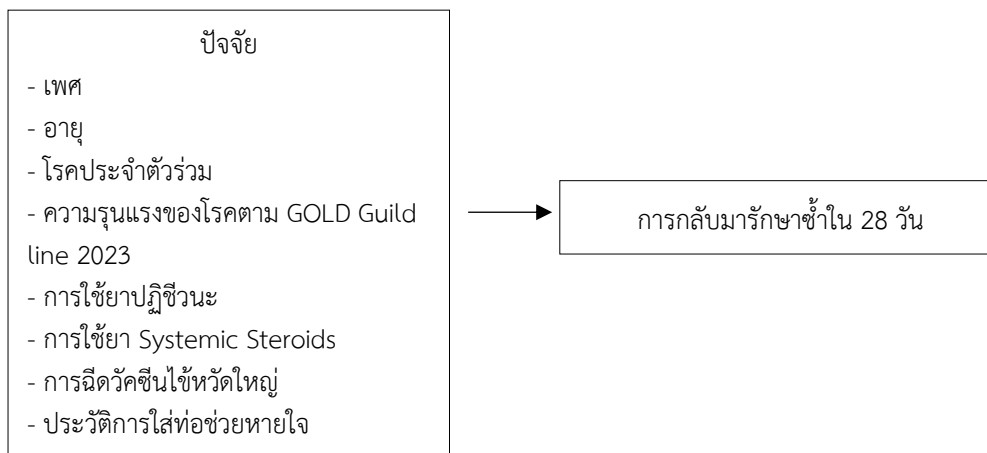 ปัจจัย
- เพศ
- อายุ
- โรคประจำตัวร่วม
- ความรุนแรงของโรคตาม GOLD Guild
line 2023
- การใช้ยาปฏิชีวนะ
- การใช้ยา Systemic Steroids
- การฉีดวัคซีนไข้หวัดใหญ่
- ประวัติการใส่ท่อช่วยหายใจ
การกลับมารักษาซ้ำใน 28 วัน